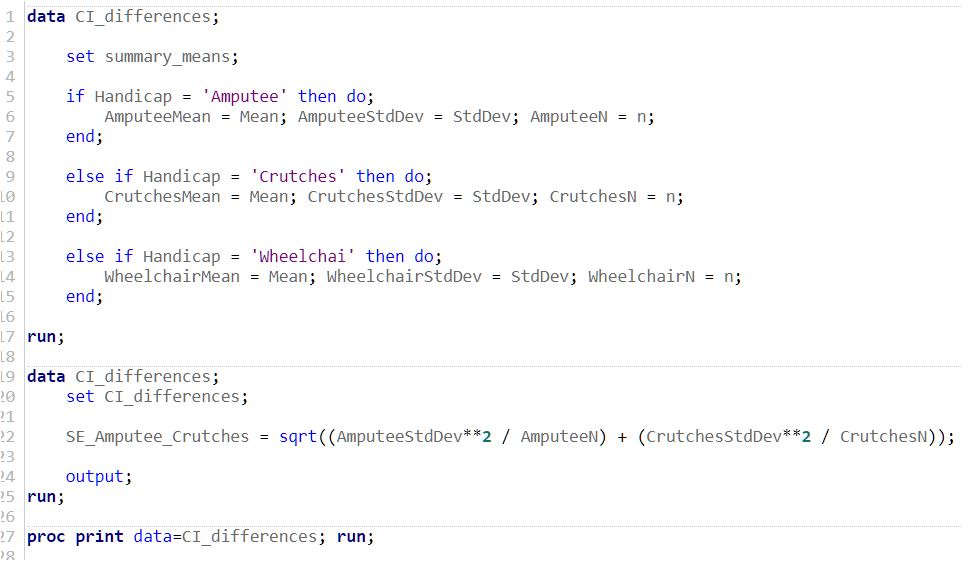 1 data CI_differences;
2
3 set summary_means;
4
5 if Handicap = 'Amputee' then do;
6 AmputeeMean = Mean; AmputeeStdDev = StdDev; AmputeeN = n;
7 end;
8
9 else if Handicap = 'Crutches' then do;
10 CrutchesMean = Mean; CrutchesStdDev = StdDev; CrutchesN = n;
11 end;
12
13 else if Handicap = 'Wheelchai' then do;
14 WheelchairMean = Mean; WheelchairStdDev = StdDev; WheelchairN = n;
15 end;
16
17 run;
18
19 data CI_differences;
20 set CI_differences;
21
22 SE_Amputee_Crutches = sqrt((AmputeeStdDev**2 / AmputeeN) + (CrutchesStdDev**2 / CrutchesN));
23
24 output;
25 run;
26
27 proc print data=CI_differences; run;
28